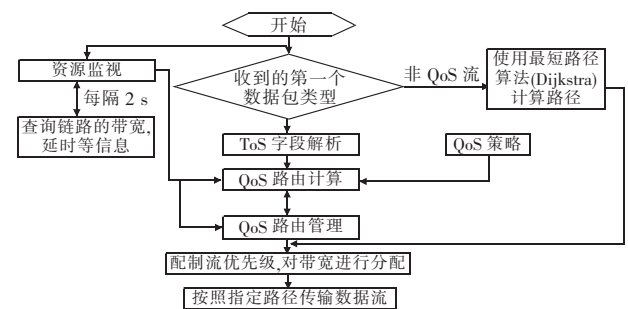 开始
资源监视
每隔 2 s
查询链路的带宽,
延时等信息
收到的第一个
数据包类型
非 QoS 流
使用最短路径
算法(Dijkstra)
计算路径
ToS 字段解析
QoS 策略
QoS 路由计算
QoS 路由管理
配制流优先级,对带宽进行分配
按照指定路径传输数据流